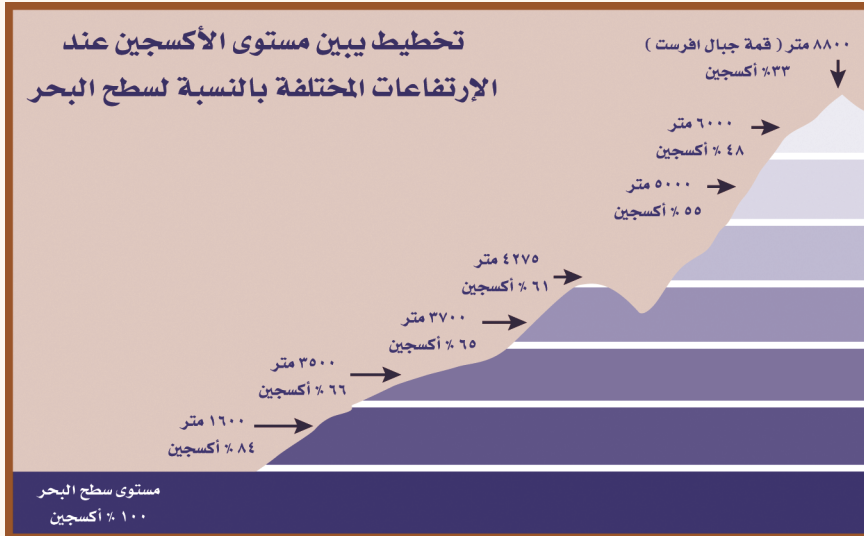 تخطيط يبين مستوى الأكسجين عند
الإرتفاعات المختلفة بالنسبة لسطح البحر
٨٨٠٠ متر ( قمة جبال افرست )
٣٣٪ أكسجين
٦٠٠٠ متر
٤٨ ٪ أكسجين
٥٠٠٠ متر
٥٥ ٪ أكسجين
٤٢٧٥ متر
٦١ ٪ أكسجين
٣٧٠٠ متر
٦٥ ٪ أكسجين
٣٥٠٠ متر
٦٦ ٪ أكسجين
١٦٠٠ متر
٨٤ ٪ أكسجين
مستوى سطح البحر
١٠٠ ٪ أكسجين